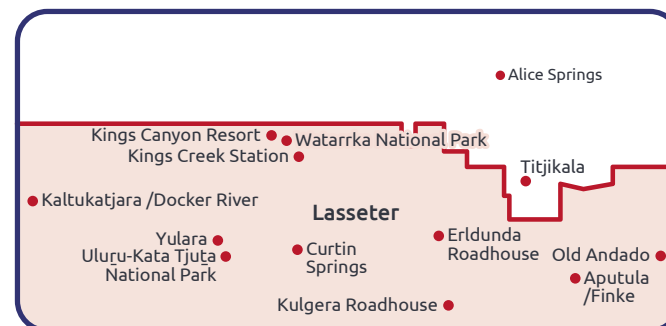 Alice Springs
Kings Canyon Resort
Watarrka National Park
Kings Creek Station
Titjikala
Kaltukatjara /Docker River
Lasseter
Yulara
Uluṟu-Kata Tjuṯa
National Park
Curtin
Springs
Erldunda
Roadhouse
Old Andado
Aputula
/Finke
Kulgera Roadhouse